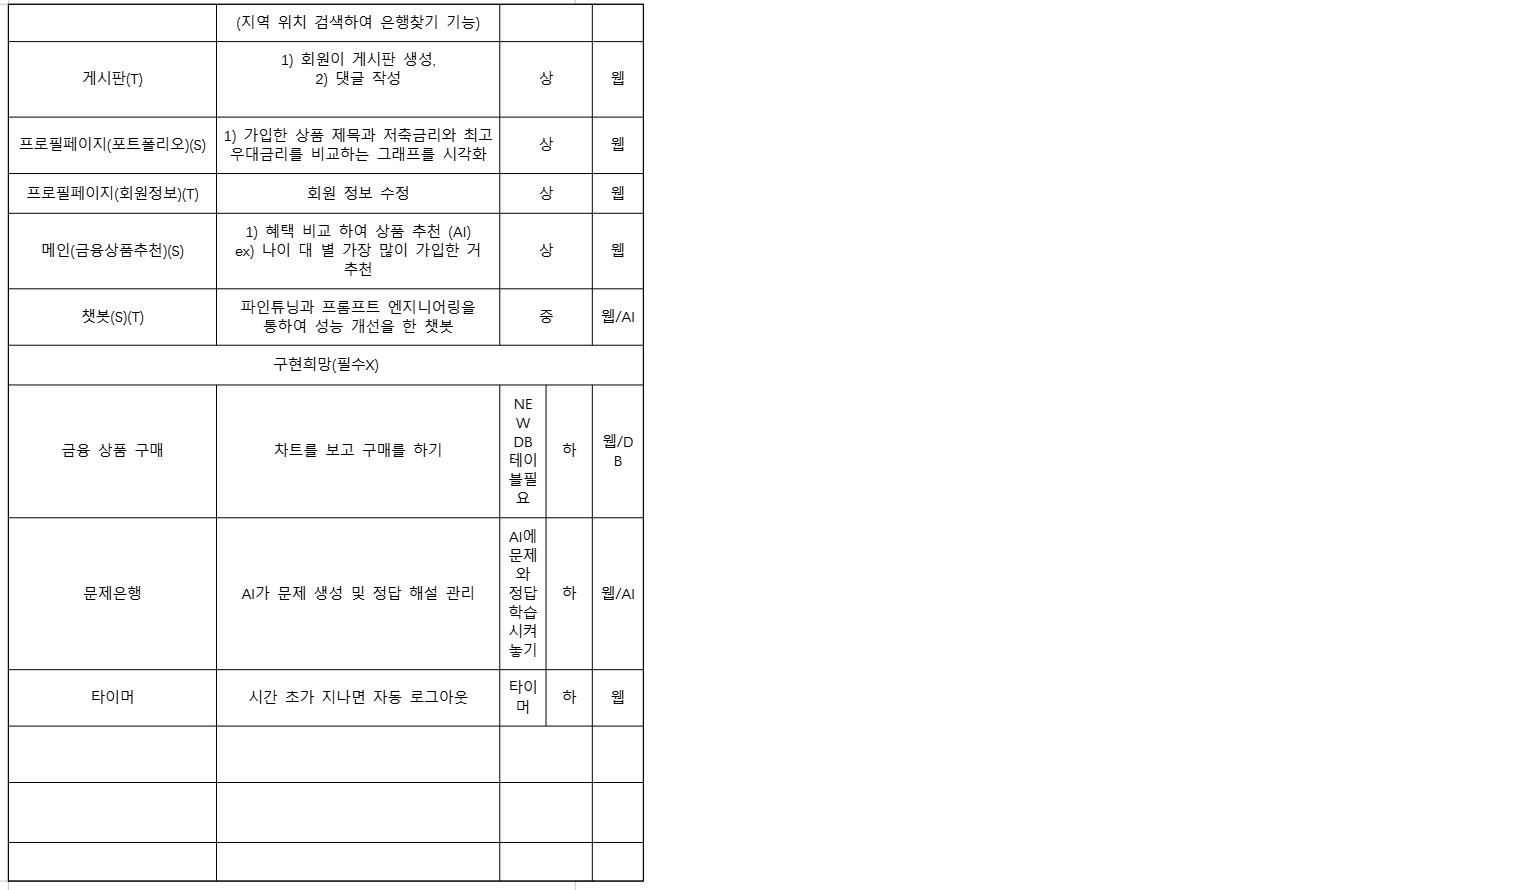 (지역 위치 검색하여 은행찾기 기능)
게시판(T)
1) 회원이 게시판 생성,
2) 댓글 작성
상
웹
프로필페이지(포트폴리오)(S)
1) 가입한 상품 제목과 저축금리와 최고
우대금리를 비교하는 그래프를 시각화
상
웹
프로필페이지(회원정보)(T)
회원 정보 수정
상
웹
메인(금융상품추천)(S)
1) 혜택 비교 하여 상품 추천 (AI)
ex) 나이 대 별 가장 많이 가입한 거
추천
상
웹
챗봇(S)(T)
파인튜닝과 프롬프트 엔지니어링을
통하여 성능 개선을 한 챗봇
중
웹/AI
구현희망(필수X)
금융 상품 구매
차트를 보고 구매를 하기
NE
W
DB
테이
블필
요
하
웹/D
B
문제은행
AI가 문제 생성 및 정답 해설 관리
AI에
문제
와
정답
학습
시켜
놓기
하
웹/AI
타이머
시간 초가 지나면 자동 로그아웃
타이
머
하
웹